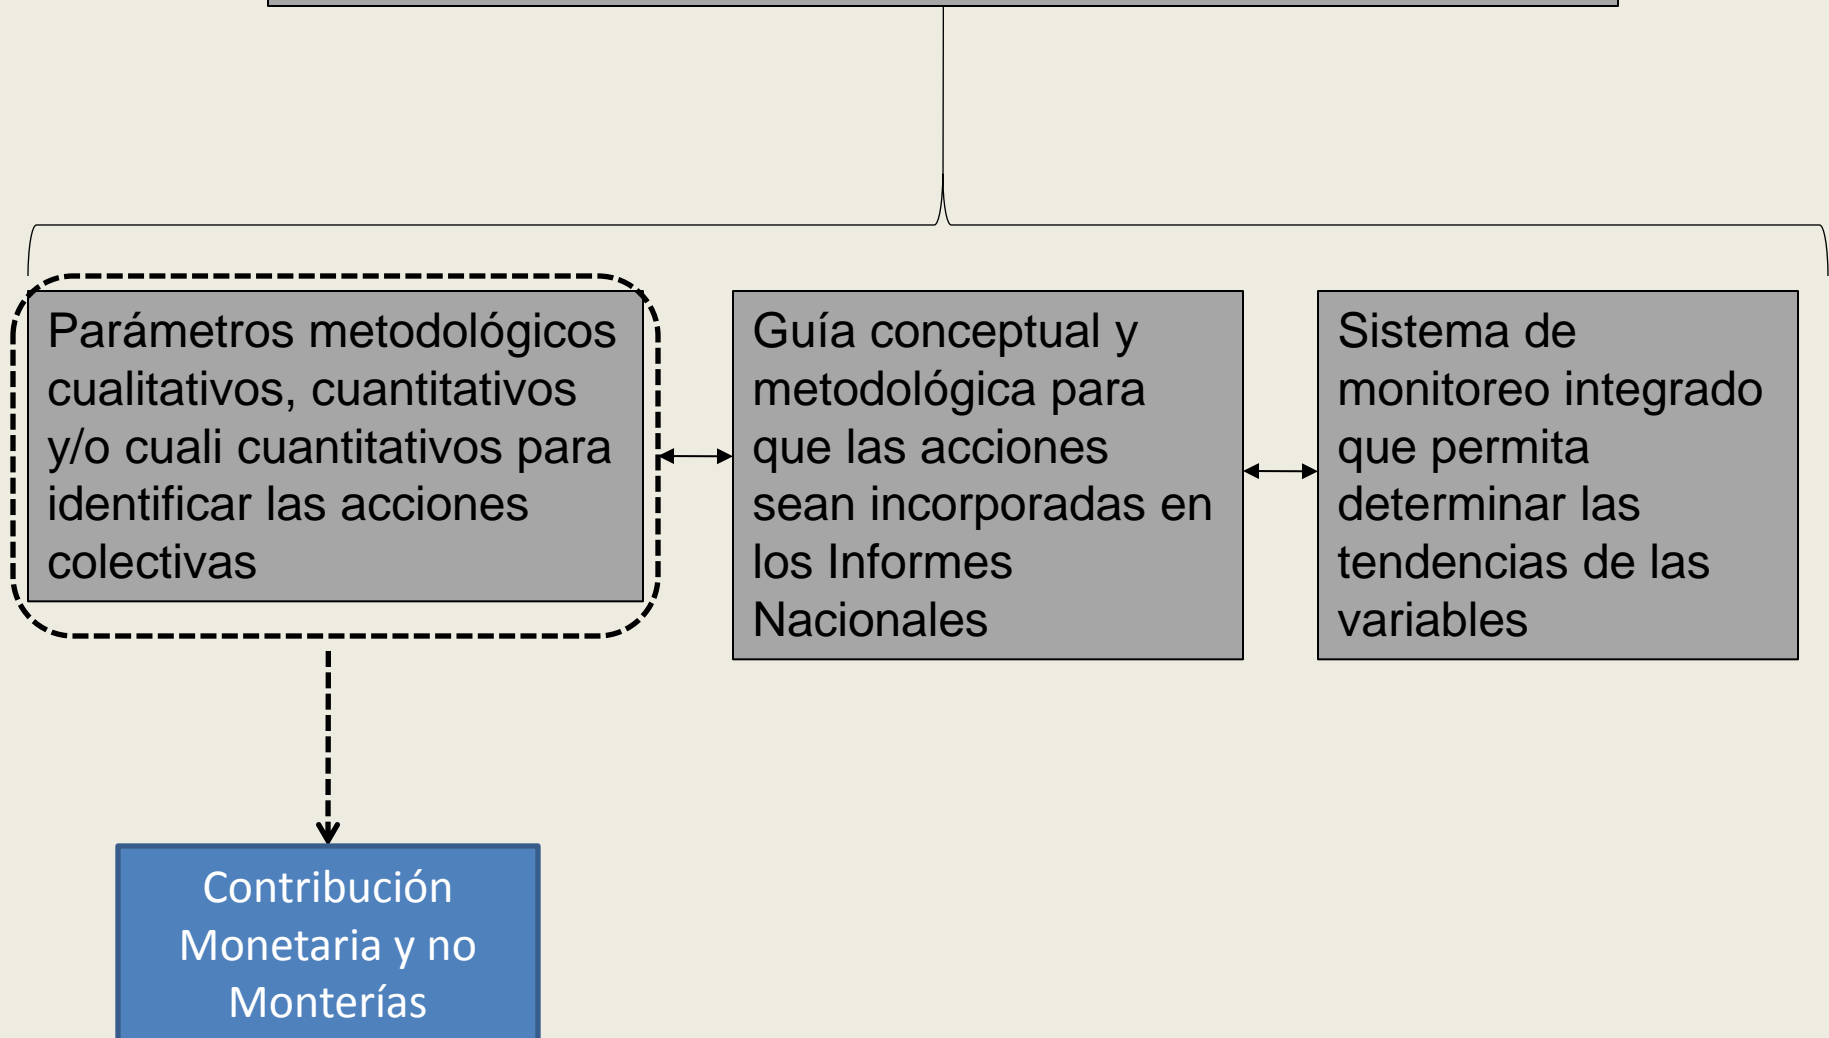 Parámetros metodológicos
cualitativos, cuantitativos
y/o cuali cuantitativos para
identificar las acciones
colectivas
Guía conceptual y
metodológica para
que las acciones
sean incorporadas en
los Informes
Nacionales
Sistema de
monitoreo integrado
que permita
determinar las
tendencias de las
variables
Contribución
Monetaria y no
Monterías